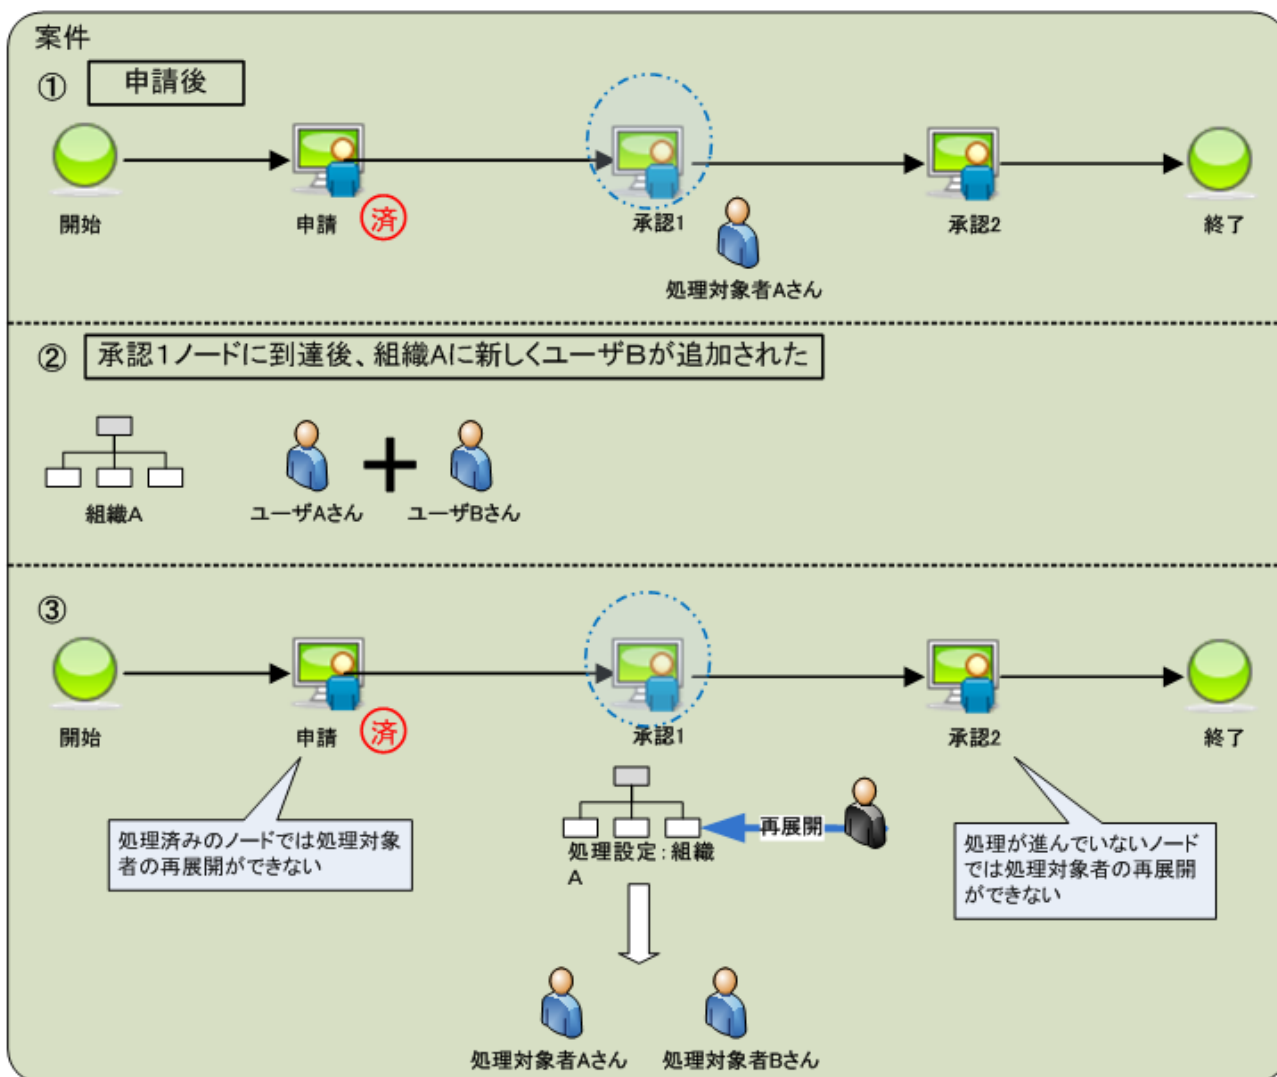 案件
① 申請後
開始
申請
済
承認1
承認2
終了
処理対象者Aさん
② 承認１ノードに到達後、組織Aに新しくユーザBが追加された
組織A
ユーザAさん
ユーザBさん
③
開始
申請
済
承認1
承認2
終了
処理済みのノードでは処理対象
者の再展開ができない
再展開
処理設定：組織
A
処理が進んでいないノード
では処理対象者の再展開
ができない
処理対象者Aさん
処理対象者Bさん